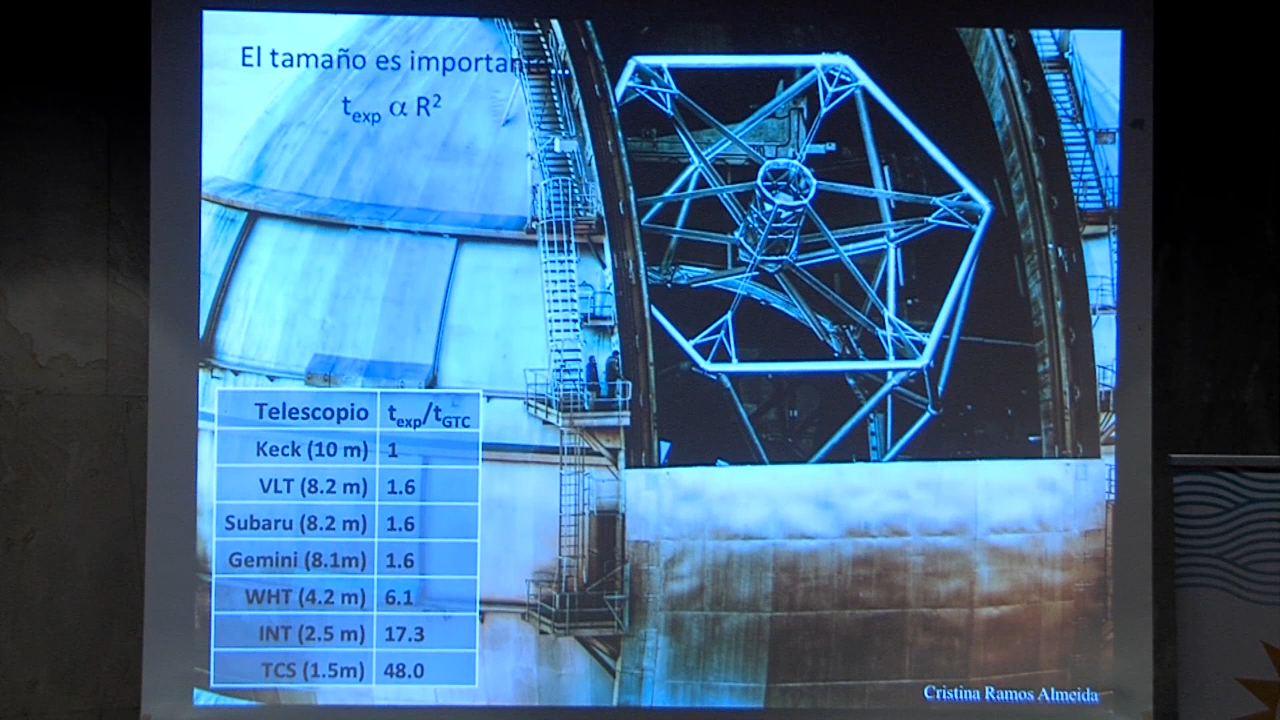 El tamaño es importan
t_exp α R²
Telescopio t_exp/t_GTC
Keck (10 m) 1
VLT (8.2 m) 1.6
Subaru (8.2 m) 1.6
Gemini (8.1m) 1.6
WHT (4.2 m) 6.1
INT (2.5 m) 17.3
TCS (1.5m) 48.0
Cristina Ramos Almeida